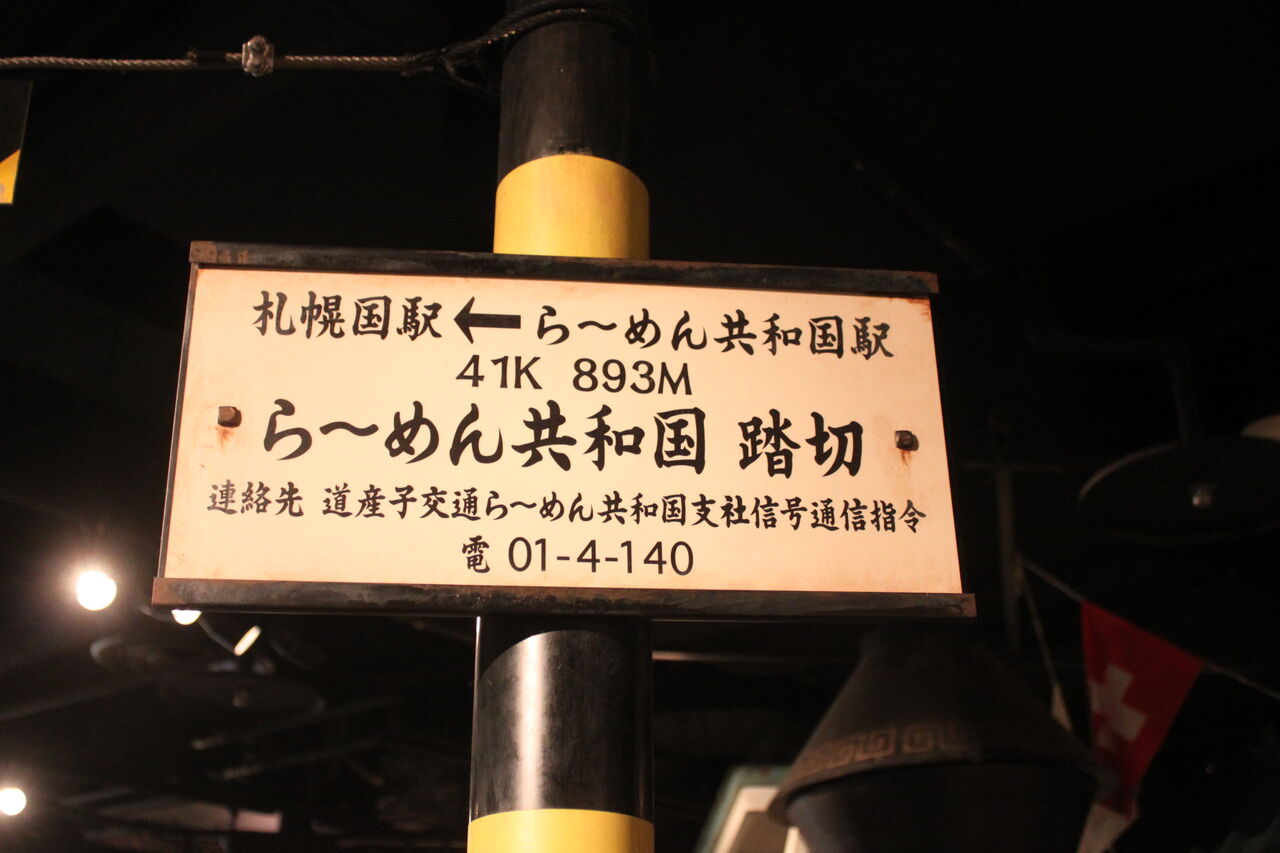 札幌国駅←ら～めん共和国駅
41K 893M
ら～めん共和国 踏切
連絡先 道産子交通ら～めん共和国支社信号通信指令
電 01-4-140